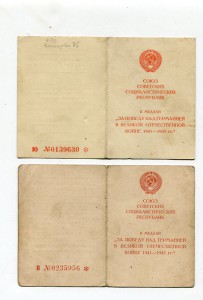 Ю №0139630 *
СОЮЗ
СОВЕТСКИХ
СОЦИАЛИСТИЧЕСКИХ
РЕСПУБЛИК
К МЕДАЛИ
„ЗА ПОБЕДУ НАД ГЕРМАНИЕЙ
В ВЕЛИКОЙ ОТЕЧЕСТВЕННОЙ
ВОЙНЕ 1941—1945 гг.“
В №0235956 *
СОЮЗ
СОВЕТСКИХ
СОЦИАЛИСТИЧЕСКИХ
РЕСПУБЛИК
К МЕДАЛИ
„ЗА ПОБЕДУ НАД ГЕРМАНИЕЙ
В ВЕЛИКОЙ ОТЕЧЕСТВЕННОЙ
ВОЙНЕ 1941—1945 гг.“